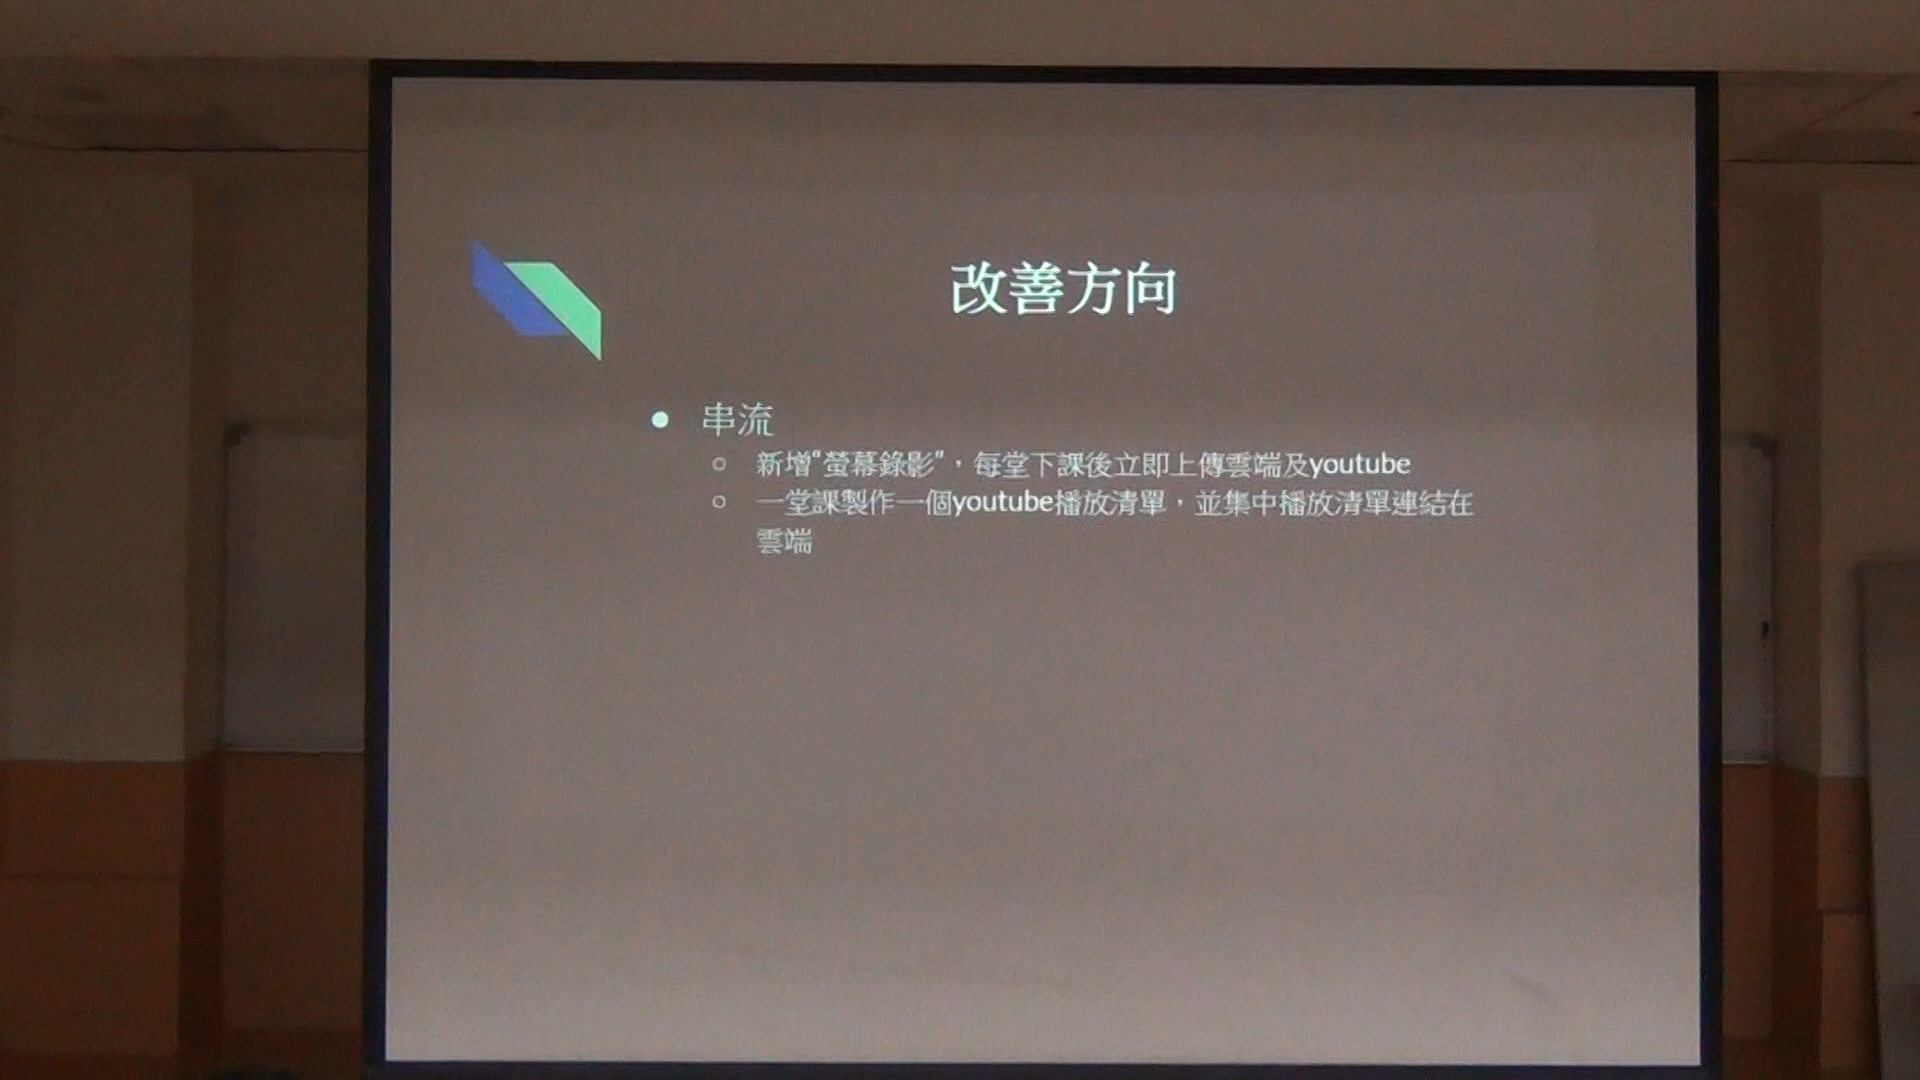 改善方向
● 串流
○ 新增“螢幕錄影”，每堂下課後立即上傳雲端及youtube
○ 一堂課製作一個youtube播放清單，並集中播放清單連結在
雲端